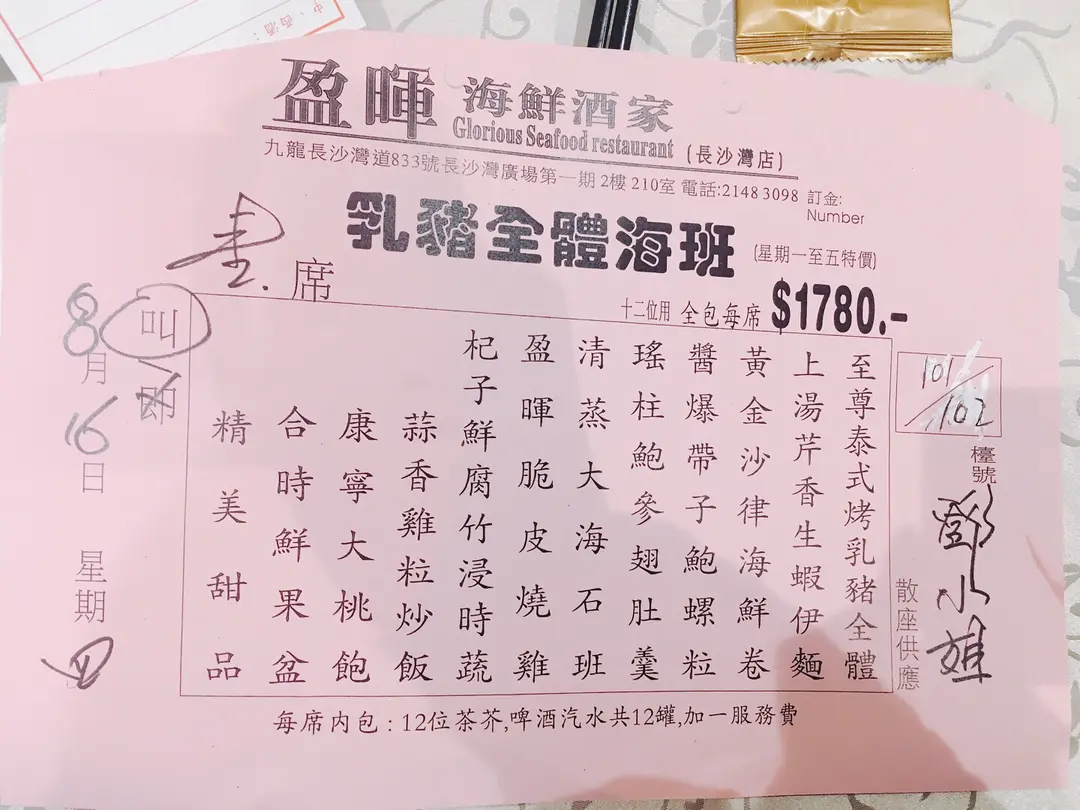 中、西酒：
盈暉 海鮮酒家
Glorious Seafood restaurant (長沙灣店)
九龍長沙灣道833號長沙灣廣場第一期2樓210室 電話:2148 3098 訂金:
Number
乳豬全體海班 (星期一至五特價)
席
十二位用 全包每席 $1780.-
101/102
檯號
鄧小姐
散座供應
至尊泰式烤乳豬全體
上湯芹香生蝦伊麵
黃金沙律海鮮卷
醬爆帶子鮑螺粒
瑤柱鮑參翅肚羹
清蒸大海石班
盈暉脆皮燒雞
杞子鮮腐竹浸時蔬
蒜香雞粒炒飯
康寧大桃飽
合時鮮果盆
精美甜品
叫
即
8月16日 星期四
每席內包：12位茶芥,啤酒汽水共12罐,加一服務費